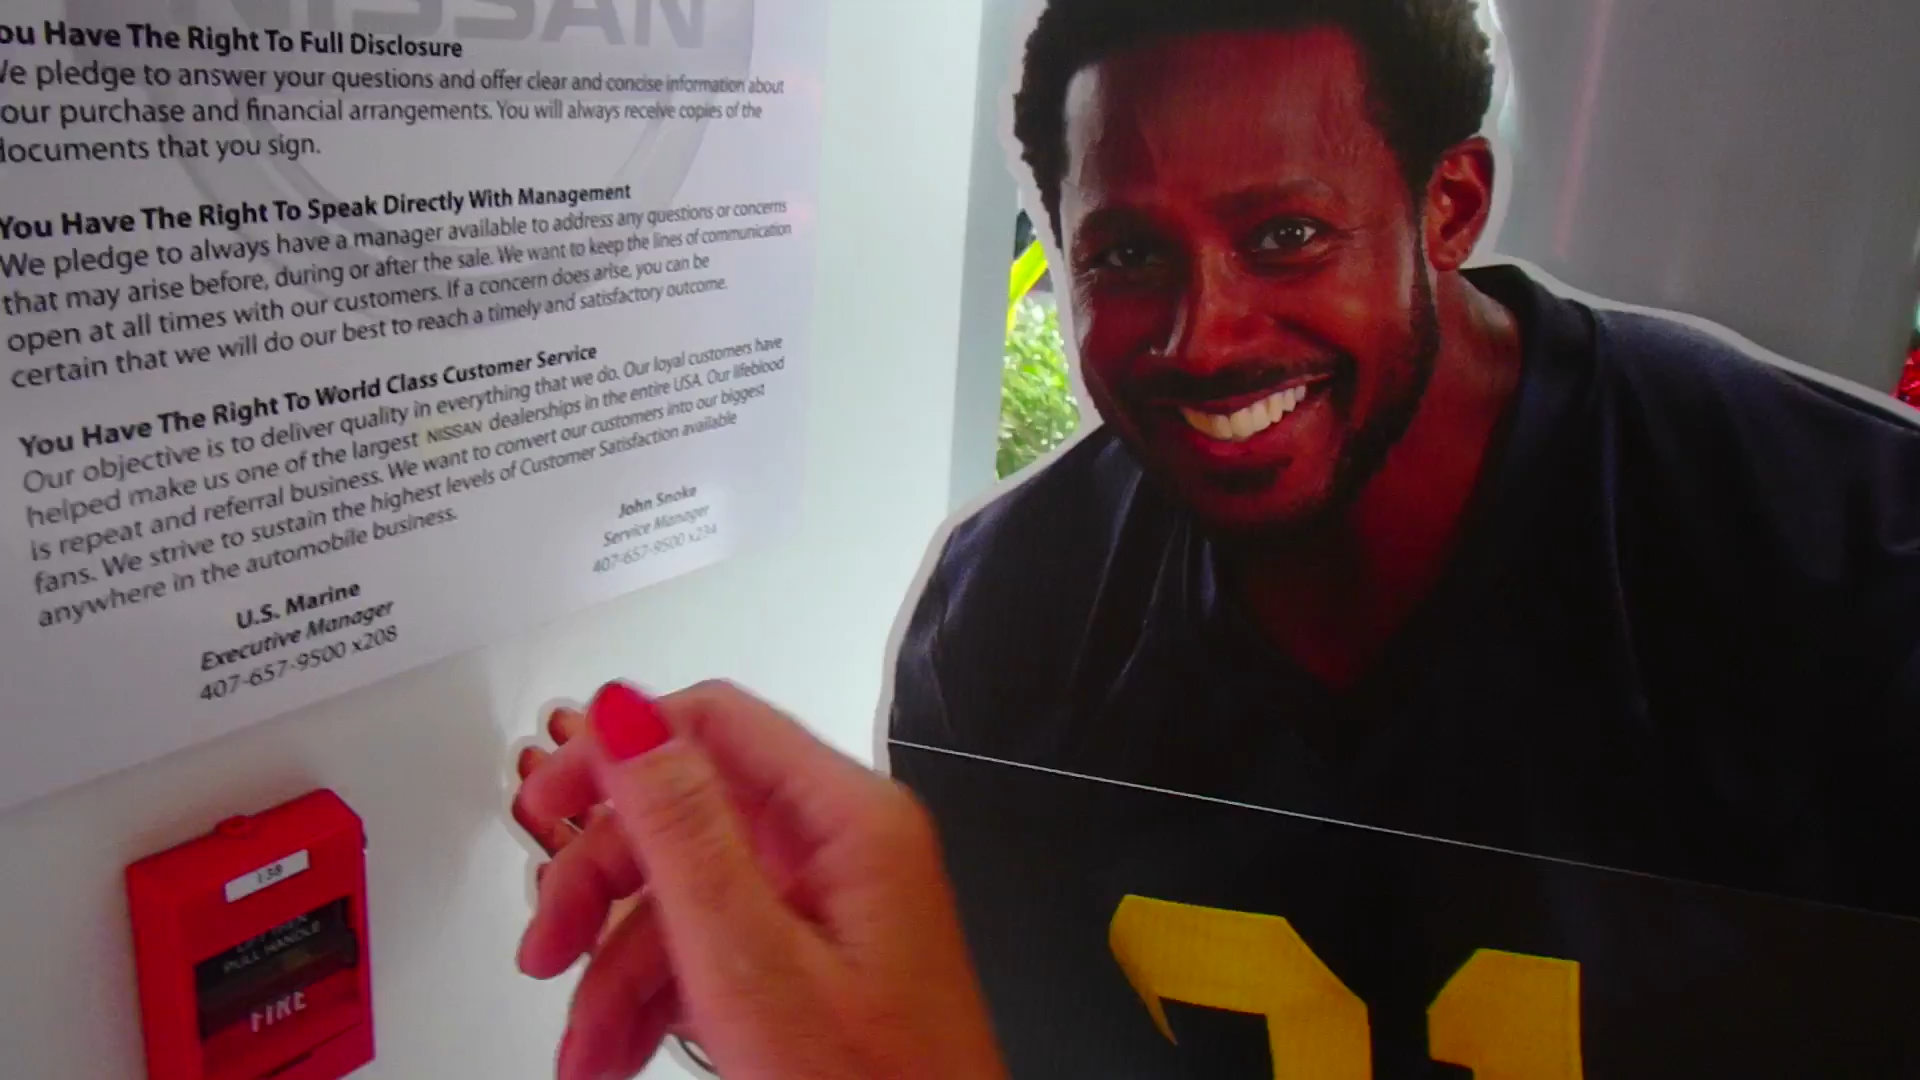 NISSAN
ou Have The Right To Full Disclosure
e pledge to answer your questions and offer clear and concise information about
our purchase and financial arrangements. You will always receive copies of the
documents that you sign.
You Have The Right To Speak Directly With Management
We pledge to always have a manager available to address any questions or concerns
that may arise before, during or after the sale. We want to keep the lines of communication
open at all times with our customers. If a concern does arise, you can be
certain that we will do our best to reach a timely and satisfactory outcome.
You Have The Right To World Class Customer Service
Our objective is to deliver quality in everything that we do. Our loyal customers have
helped make us one of the largest NISSAN dealerships in the entire USA. Our lifeblood
is repeat and referral business. We want to convert our customers into our biggest
fans. We strive to sustain the highest levels of Customer Satisfaction available
anywhere in the automobile business.
John Snoke
Service Manager
407-657-9500 x234
U.S. Marine
Executive Manager
407-657-9500 x208
138
PULL HANDLE
FIRE
21